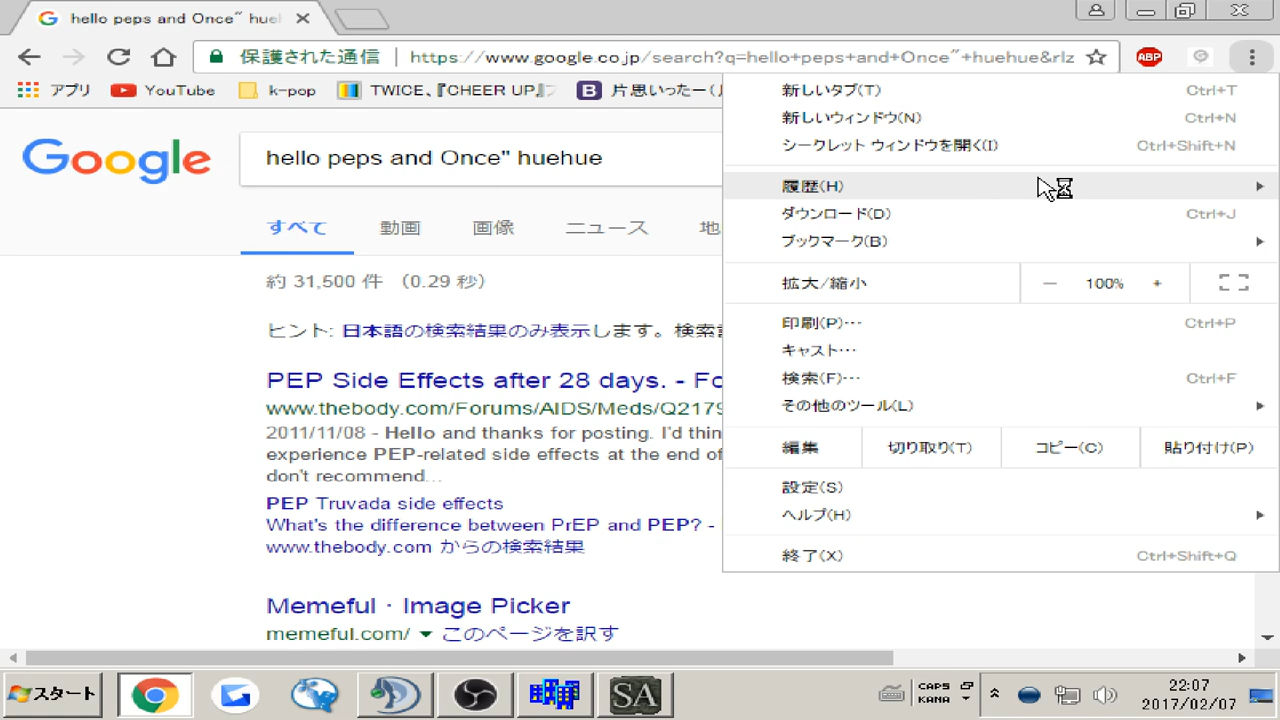 hello peps and Once" hue
保護された通信
https://www.google.co.jp/search?q=hello+peps+and+Once"+huehue&rlz
アプリ
YouTube
k-pop
TWICE、『CHEER UP』
片思いったー(
Google
hello peps and Once" huehue
すべて 動画 画像 ニュース 地
約 31,500 件 (0.29 秒)
ヒント: 日本語の検索結果のみ表示します。検索
PEP Side Effects after 28 days. - Fo
www.thebody.com/Forums/AIDS/Meds/Q2179
2011/11/08 - Hello and thanks for posting. I'd thin
experience PEP-related side effects at the end of
don't recommend...
PEP Truvada side effects
What's the difference between PrEP and PEP? -
www.thebody.com からの検索結果
Memeful · Image Picker
memeful.com/ このページを訳す
ABP
新しいタブ(T) Ctrl+T
新しいウィンドウ(N) Ctrl+N
シークレット ウィンドウを開く(I) Ctrl+Shift+N
履歴(H)
ダウンロード(D) Ctrl+J
ブックマーク(B)
拡大/縮小 — 100% +
印刷(P)… Ctrl+P
キャスト…
検索(F)… Ctrl+F
その他のツール(L)
編集 切り取り(T) コピー(C) 貼り付け(P)
設定(S)
ヘルプ(H)
終了(X) Ctrl+Shift+Q
スタート
SA
CAPS
KANA
22:07
2017/02/07